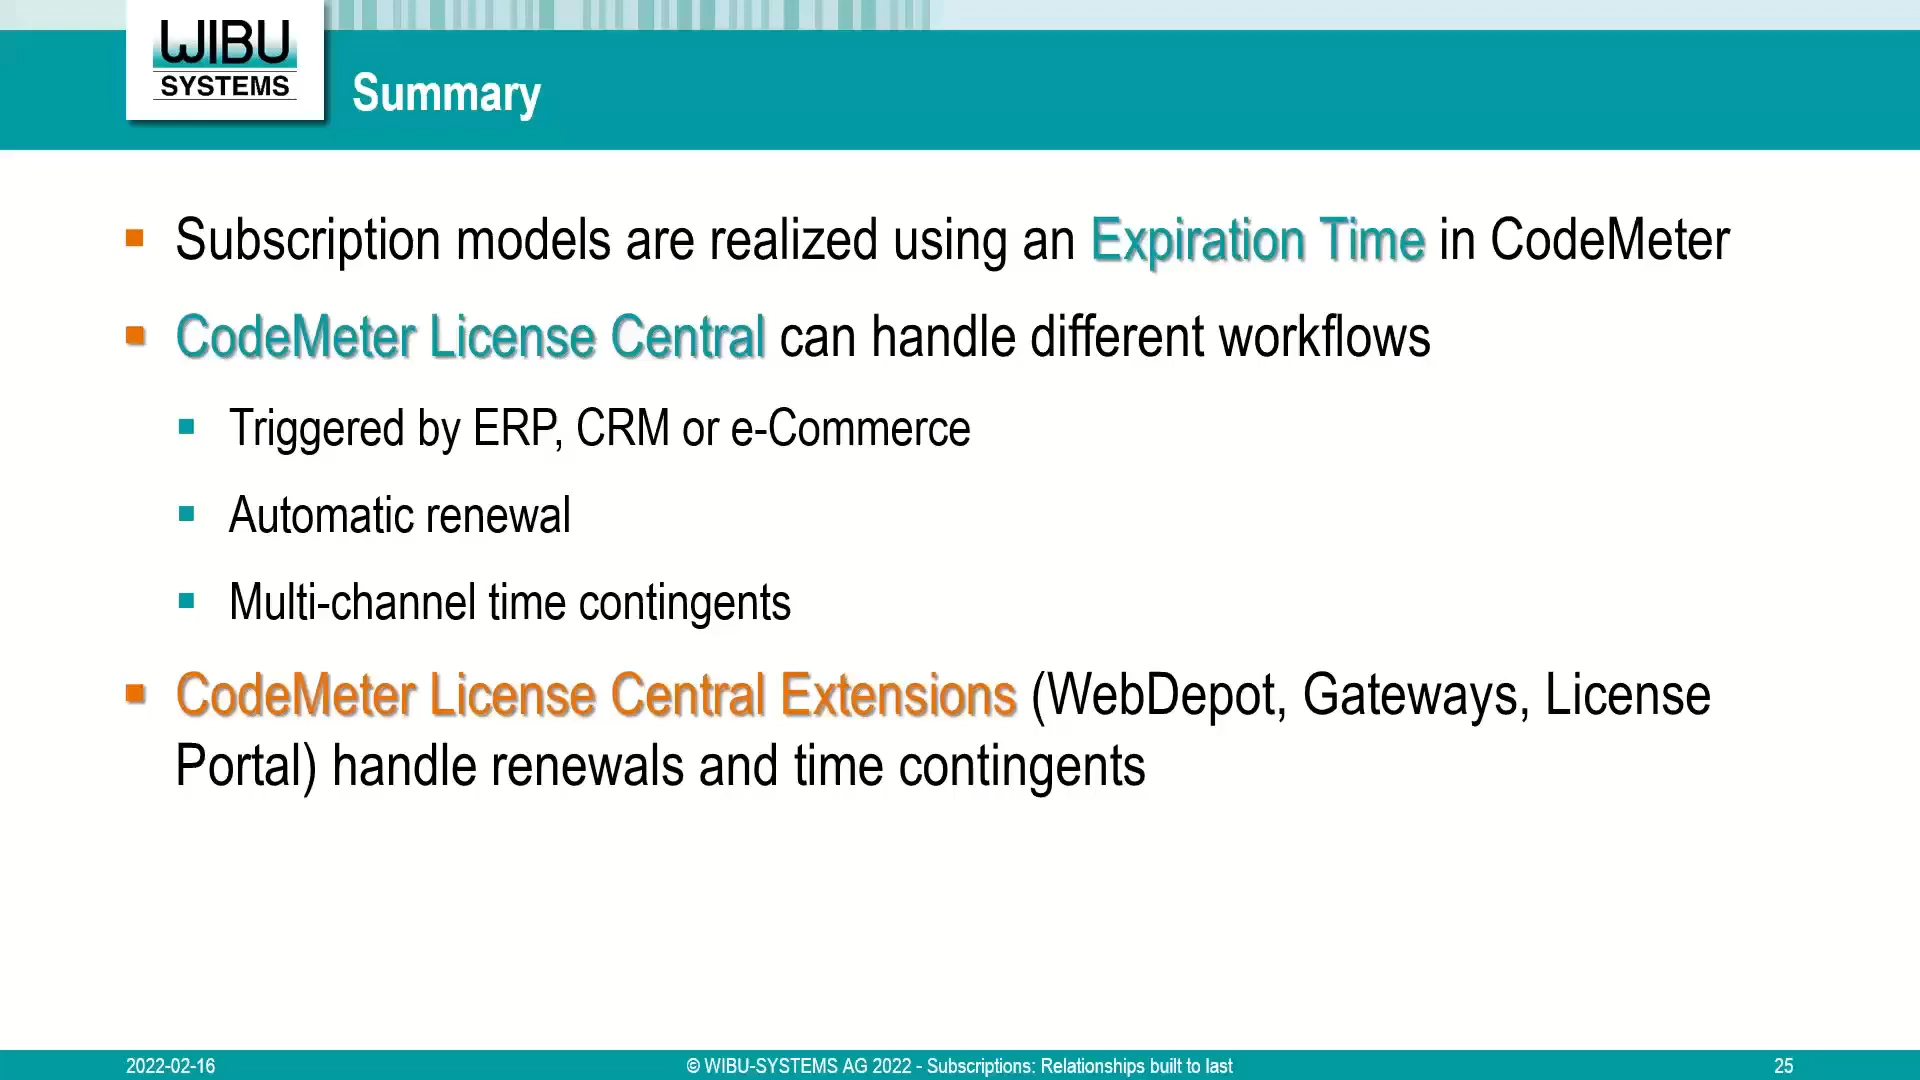 WIBU
SYSTEMS
Summary
Subscription models are realized using an Expiration Time in CodeMeter
CodeMeter License Central can handle different workflows
Triggered by ERP, CRM or e-Commerce
Automatic renewal
Multi-channel time contingents
CodeMeter License Central Extensions (WebDepot, Gateways, License
Portal) handle renewals and time contingents
2022-02-16
© WIBU-SYSTEMS AG 2022 - Subscriptions: Relationships built to last
25